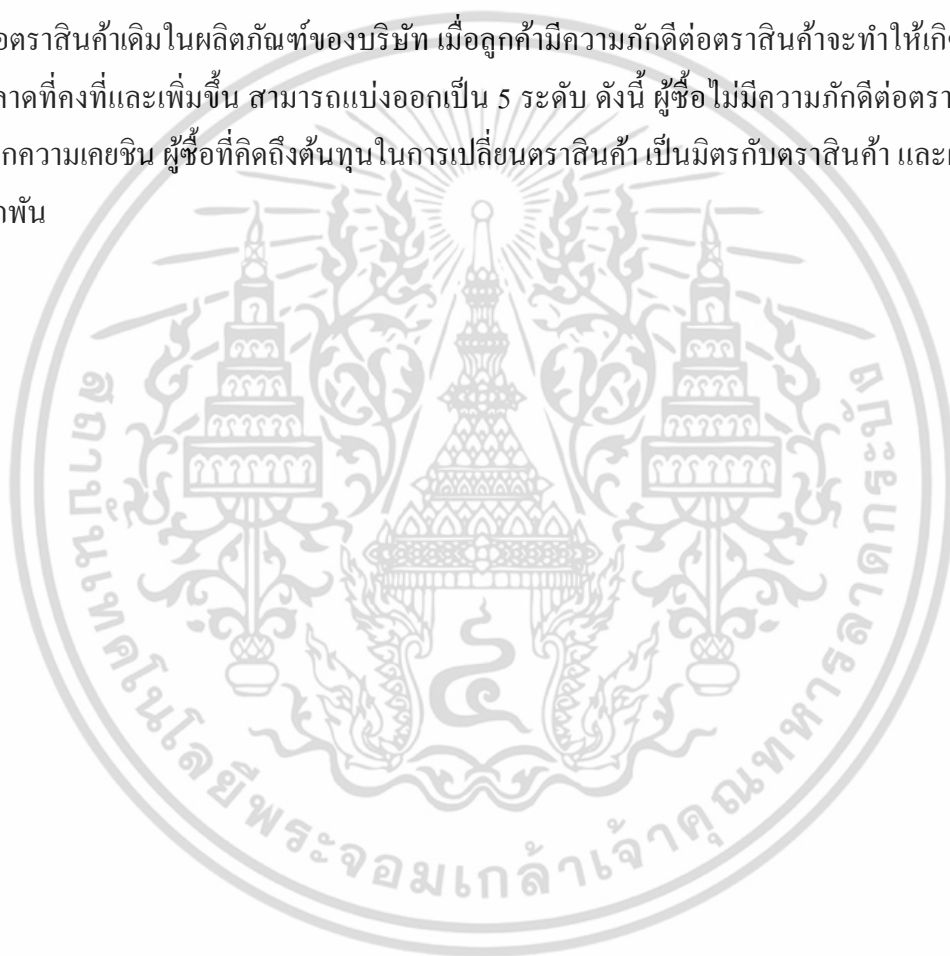 อตราสินค้าเดิมในผลิตภัณฑ์ของบริษัท เมื่อลูกค้ามีความภักดีต่อตราสินค้าจะทำให้เกิ
ลาดที่คงที่และเพิ่มขึ้น สามารถแบ่งออกเป็น 5 ระดับ ดังนี้ ผู้ซื้อไม่มีความภักดีต่อตรา
กความเคยชิน ผู้ซื้อที่คิดถึงต้นทุนในการเปลี่ยนตราสินค้า เป็นมิตรกับตราสินค้า และ
พัน
สถาบันเทคโนโลยีพระจอมเกล้าเจ้าคุณทหารลาดกระบัง